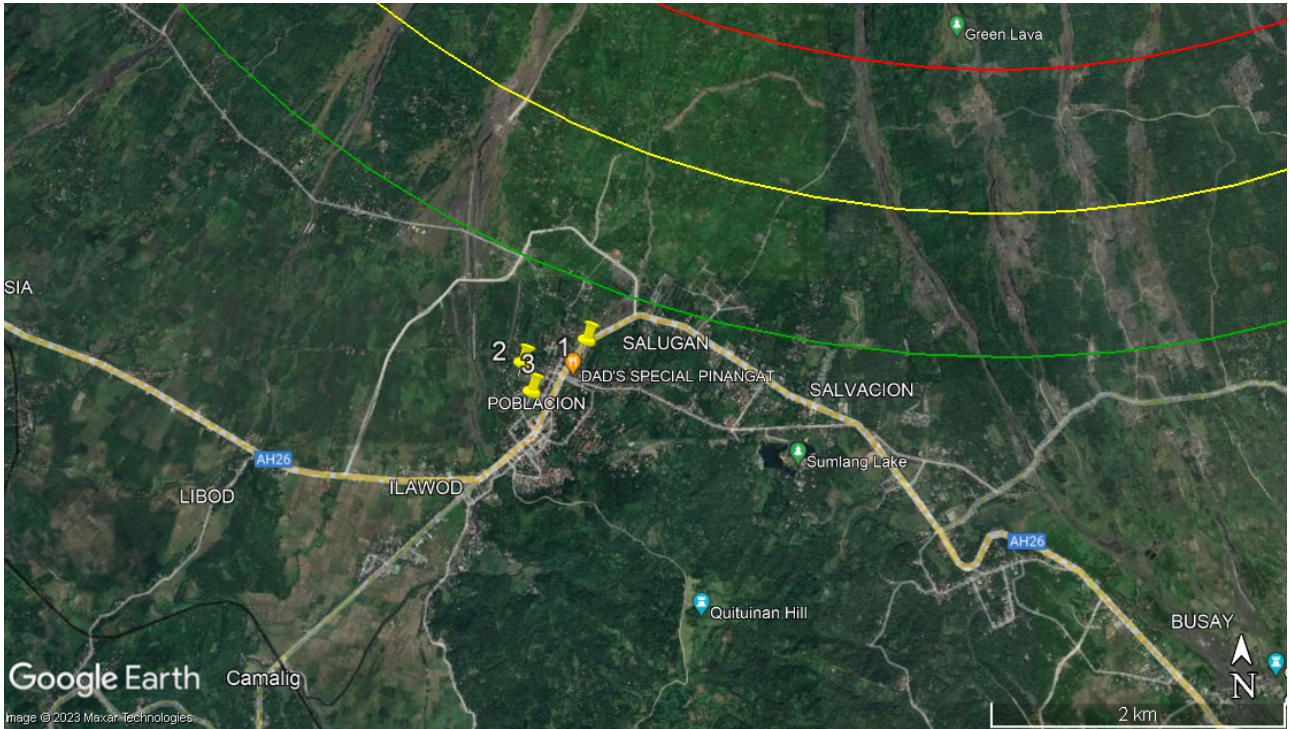 Green Lava
SIA
1
SALUGAN
2
3
DAD'S SPECIAL PINANGAT
POBLACION
SALVACION
AH26
Sumlang Lake
ILAWOD
LIBOD
AH26
Quituinan Hill
BUSAY
Google Earth
Camalig
N
Image © 2023 Maxar Technologies
2 km